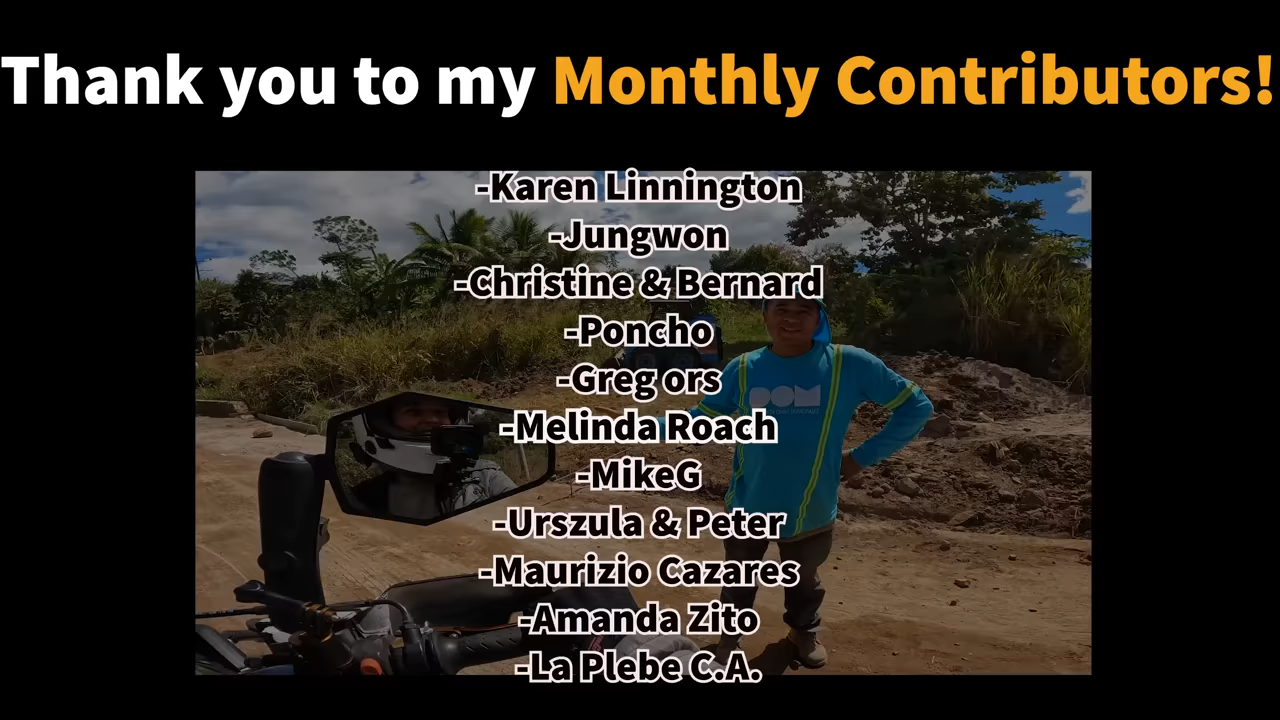 Thank you to my Monthly Contributors!
-Karen Linnington
-Jungwon
-Christine & Bernard
-Poncho
-Greg ors
-Melinda Roach
-MikeG
-Urszula & Peter
-Maurizio Cazares
-Amanda Zito
-La Plebe C.A.
DOM